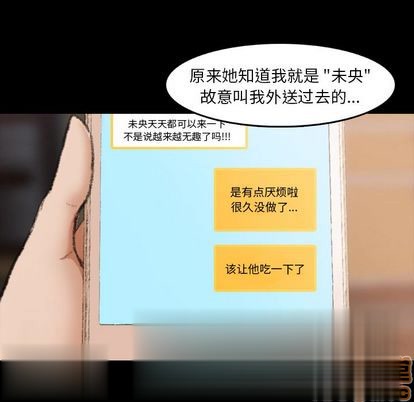 原来她知道我就是 "未央"
故意叫我外送过去的...
未央天天都可以来一下
不是说越来越无趣了吗!!!
是有点厌烦啦
很久没做了...
该让他吃一下了